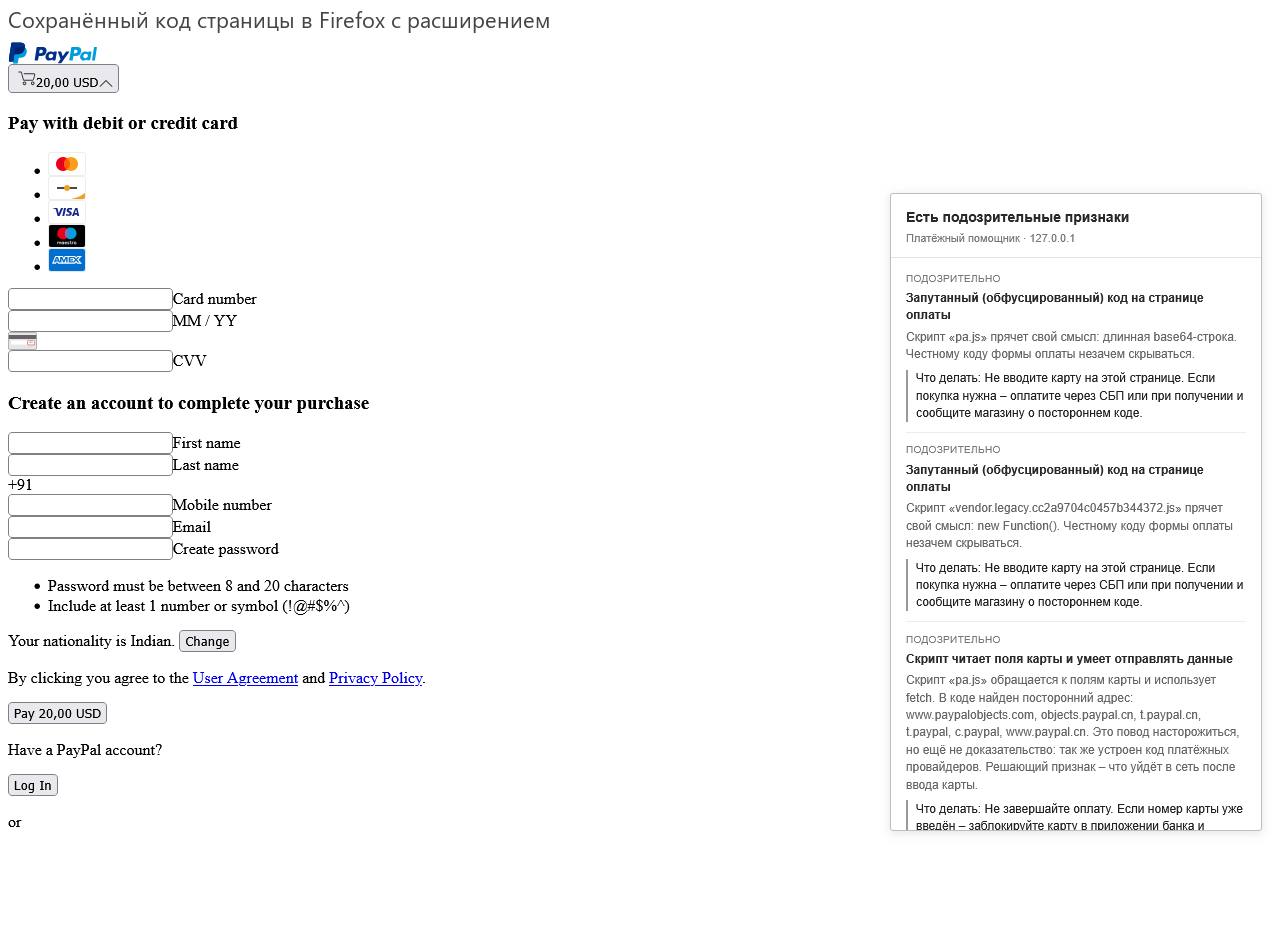 Сохранённый код страницы в Firefox с расширением
PayPal
20,00 USD
Pay with debit or credit card
VISA
maestro
AMEX
Card number
MM / YY
CVV
Create an account to complete your purchase
First name
Last name
+91
Mobile number
Email
Create password
Password must be between 8 and 20 characters
Include at least 1 number or symbol (!@#$%^)
Your nationality is Indian. Change
By clicking you agree to the User Agreement and Privacy Policy.
Pay 20,00 USD
Have a PayPal account?
Log In
or
Есть подозрительные признаки
Платёжный помощник · 127.0.0.1
ПОДОЗРИТЕЛЬНО
Запутанный (обфусцированный) код на странице
оплаты
Скрипт «pa.js» прячет свой смысл: длинная base64-строка.
Честному коду формы оплаты незачем скрываться.
Что делать: Не вводите карту на этой странице. Если
покупка нужна – оплатите через СБП или при получении и
сообщите магазину о постороннем коде.
ПОДОЗРИТЕЛЬНО
Запутанный (обфусцированный) код на странице
оплаты
Скрипт «vendor.legacy.cc2a9704c0457b344372.js» прячет
свой смысл: new Function(). Честному коду формы оплаты
незачем скрываться.
Что делать: Не вводите карту на этой странице. Если
покупка нужна – оплатите через СБП или при получении и
сообщите магазину о постороннем коде.
ПОДОЗРИТЕЛЬНО
Скрипт читает поля карты и умеет отправлять данные
Скрипт «pa.js» обращается к полям карты и использует
fetch. В коде найден посторонний адрес:
www.paypalobjects.com, objects.paypal.cn, t.paypal.cn,
t.paypal, c.paypal, www.paypal.cn. Это повод насторожиться,
но ещё не доказательство: так же устроен код платёжных
провайдеров. Решающий признак – что уйдёт в сеть после
ввода карты.
Что делать: Не завершайте оплату. Если номер карты уже
введён – заблокируйте карту в приложении банка и